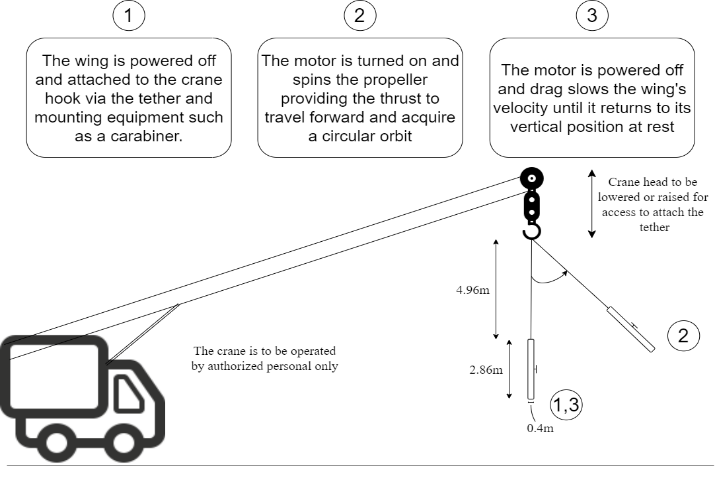 1
2
3
The wing is powered off
and attached to the crane
hook via the tether and
mounting equipment such
as a carabiner.
The motor is turned on and
spins the propeller
providing the thrust to
travel forward and acquire
a circular orbit
The motor is powered off
and drag slows the wing's
velocity until it returns to its
vertical position at rest
Crane head to be
lowered or raised for
access to attach the
tether
4.96m
2
The crane is to be operated
by authorized personal only
2.86m
1,3
0.4m